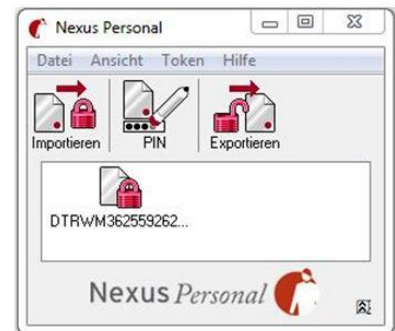 Nexus Personal
Datei Ansicht Token Hilfe
Importieren PIN Exportieren
DTRWM362559262...
Nexus Personal